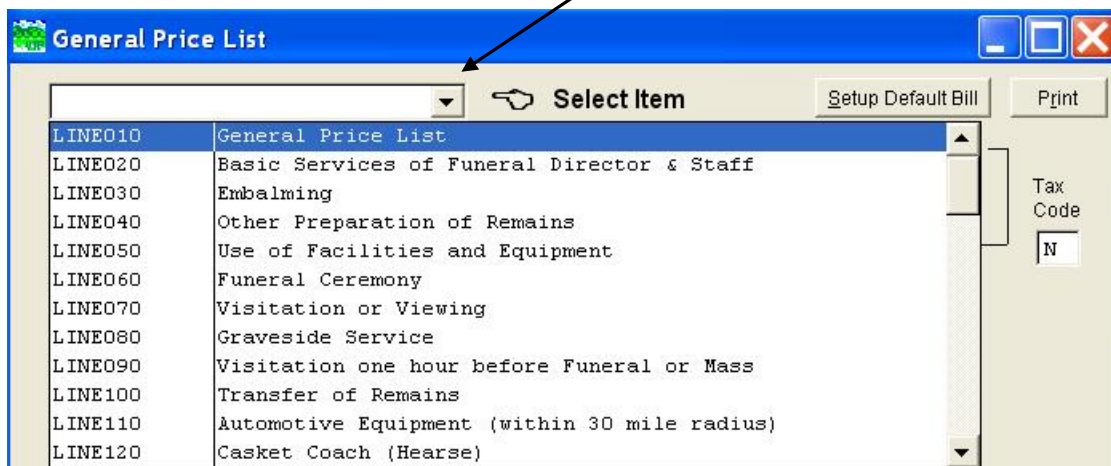 General Price List
Select Item Setup Default Bill Print
LINE010 General Price List
LINE020 Basic Services of Funeral Director & Staff
LINE030 Embalming
LINE040 Other Preparation of Remains
LINE050 Use of Facilities and Equipment
LINE060 Funeral Ceremony
LINE070 Visitation or Viewing
LINE080 Graveside Service
LINE090 Visitation one hour before Funeral or Mass
LINE100 Transfer of Remains
LINE110 Automotive Equipment (within 30 mile radius)
LINE120 Casket Coach (Hearse)
Tax
Code
N